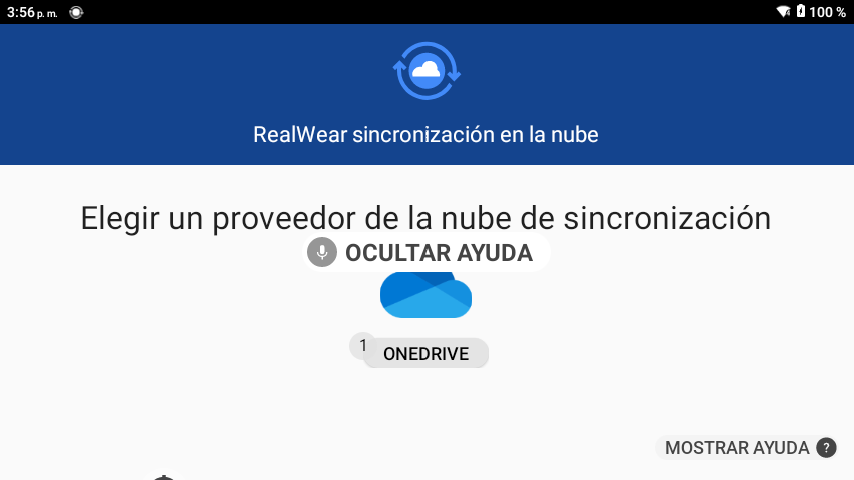 3:56 p. m.
100 %
RealWear sincronización en la nube
Elegir un proveedor de la nube de sincronización
OCULTAR AYUDA
1
ONEDRIVE
MOSTRAR AYUDA ?